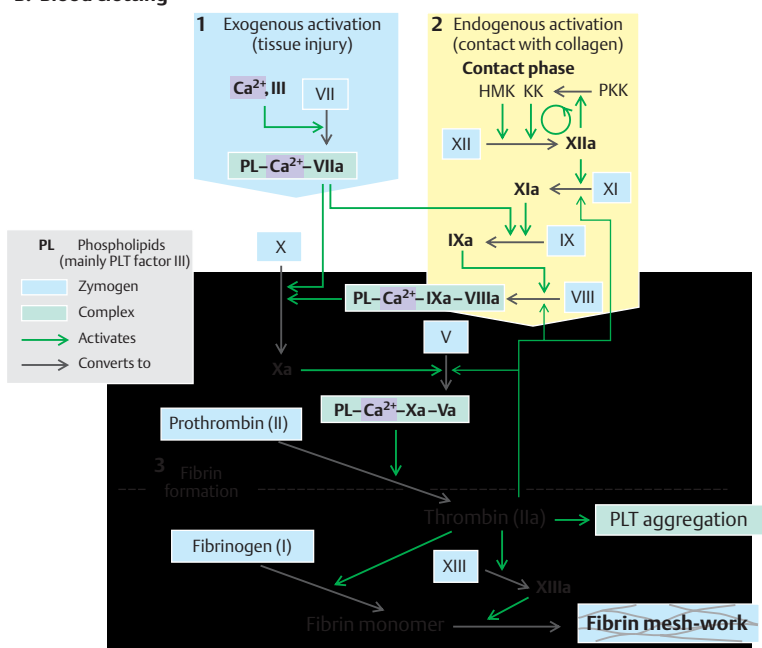 B. Blood clotting
1 Exogenous activation
(tissue injury)
2 Endogenous activation
(contact with collagen)
Contact phase
HMK KK PKK
Ca²⁺, III
VII
XII
XIIa
PL–Ca²⁺–VIIa
XIa
XI
IXa
IX
X
PL–Ca²⁺–IXa–VIIIa
VIII
PL Phospholipids
(mainly PLT factor III)
Zymogen
Complex
Activates
Converts to
V
Xa
PL–Ca²⁺–Xa–Va
Prothrombin (II)
3 Fibrin
formation
Thrombin (IIa)
PLT aggregation
Fibrinogen (I)
XIII
XIIIa
Fibrin monomer
Fibrin mesh-work